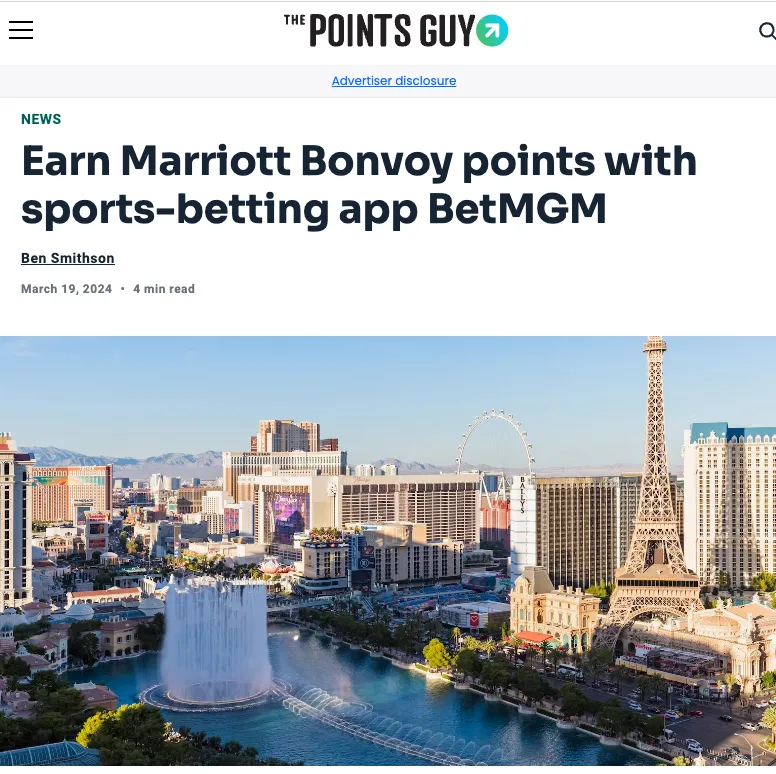 THE POINTS GUY
Advertiser disclosure
NEWS
Earn Marriott Bonvoy points with
sports-betting app BetMGM
Ben Smithson
March 19, 2024 • 4 min read
BALLYS